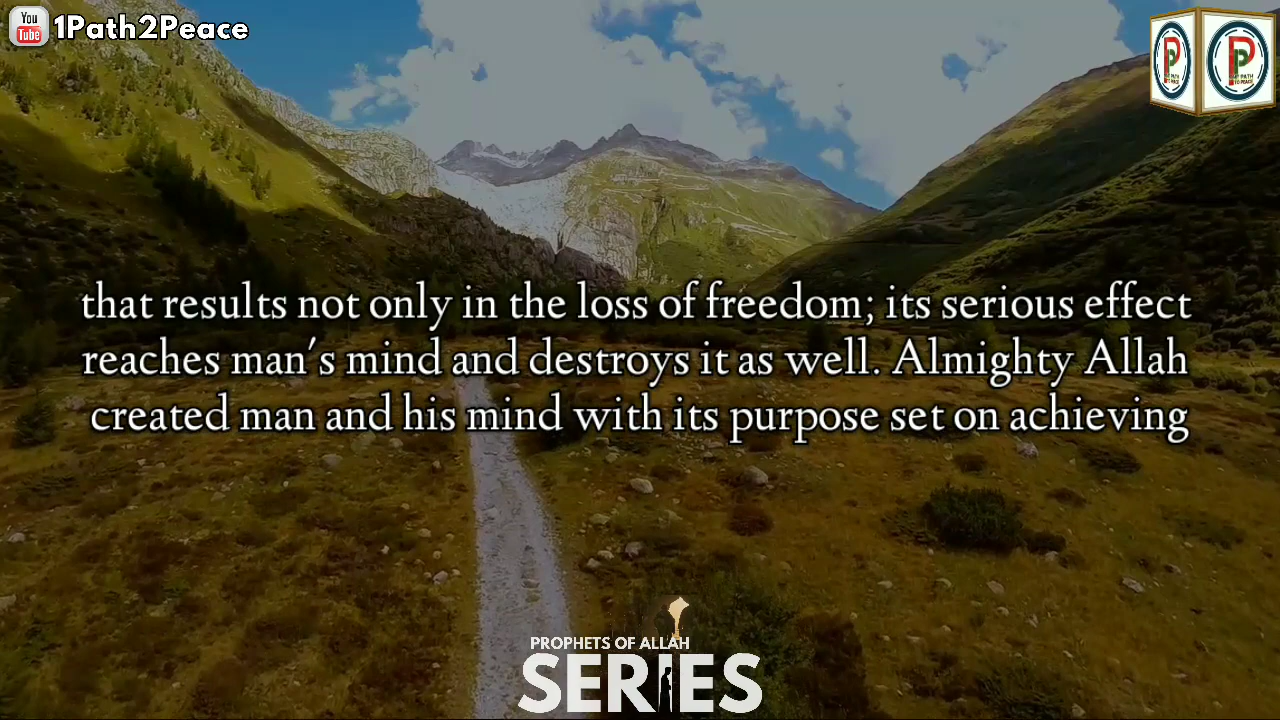 You
Tube
1Path2Peace
that results not only in the loss of freedom; its serious effect
reaches man's mind and destroys it as well. Almighty Allah
created man and his mind with its purpose set on achieving
PROPHETS OF ALLAH
SERIES